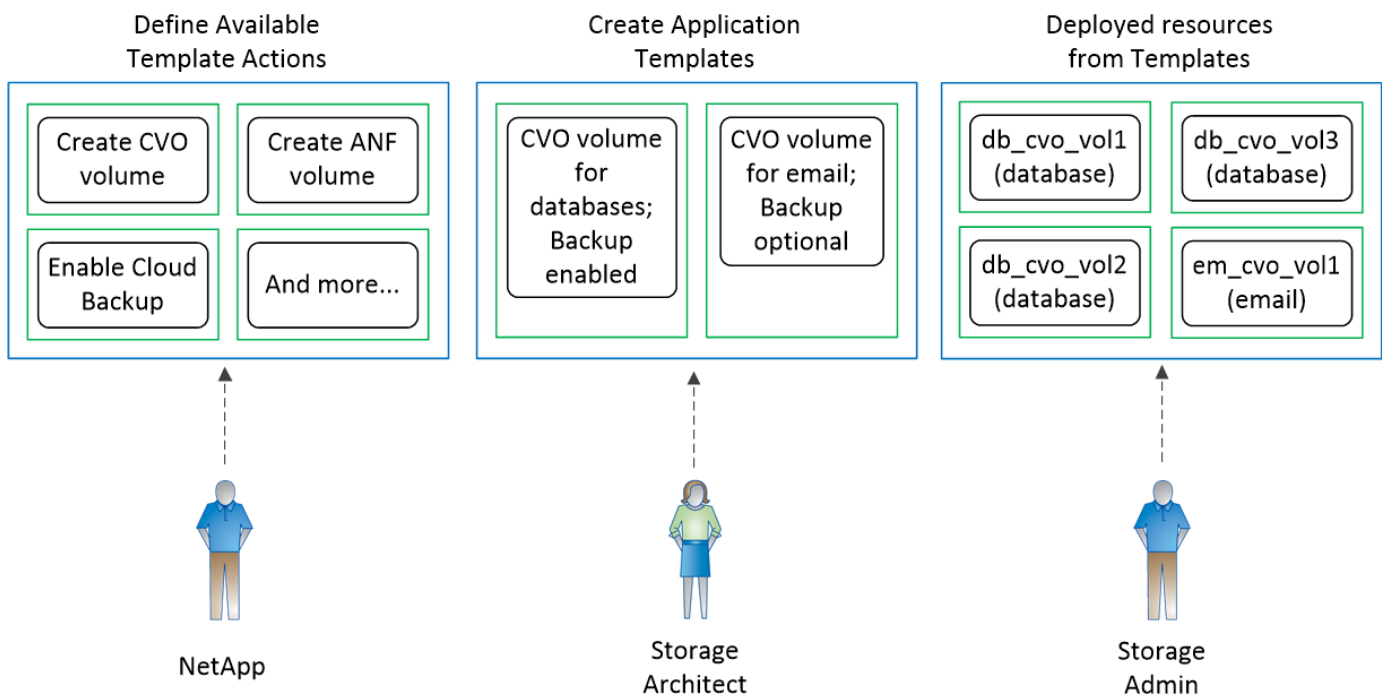 Define Available
Template Actions
Create CVO
volume
Create ANF
volume
Enable Cloud
Backup
And more...
NetApp
Create Application
Templates
CVO volume
for
databases;
Backup
enabled
CVO volume
for email;
Backup
optional
Storage
Architect
Deployed resources
from Templates
db_cvo_vol1
(database)
db_cvo_vol3
(database)
db_cvo_vol2
(database)
em_cvo_vol1
(email)
Storage
Admin